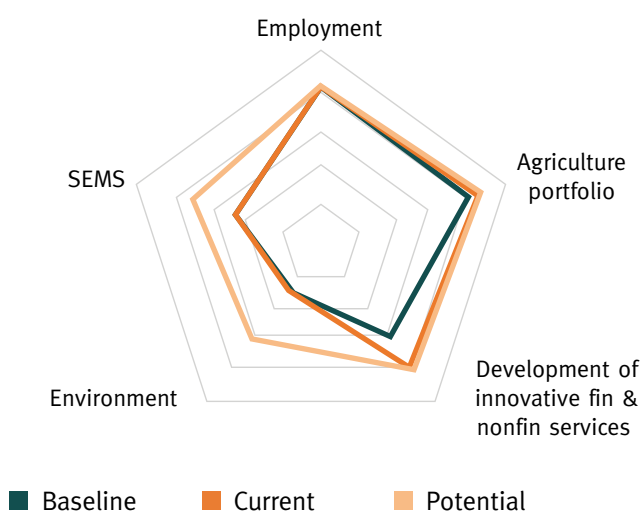 Employment
SEMS
Agriculture
portfolio
Environment
Development of
innovative fin &
nonfin services
Baseline
Current
Potential